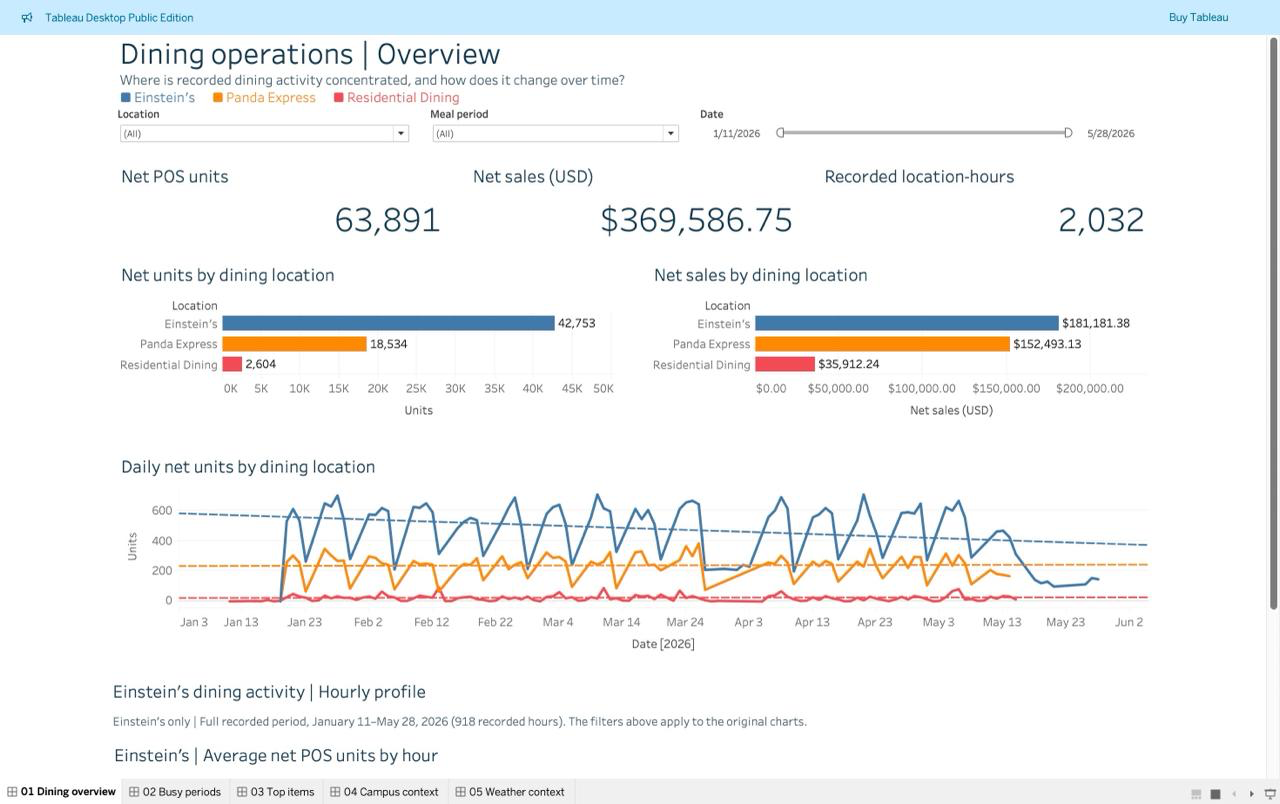 Tableau Desktop Public Edition
Buy Tableau
Dining operations | Overview
Where is recorded dining activity concentrated, and how does it change over time?
Einstein's Panda Express Residential Dining
Location Meal period Date
(All) (All) 1/11/2026 5/28/2026
Net POS units Net sales (USD) Recorded location-hours
63,891 $369,586.75 2,032
Net units by dining location
Location
Einstein's 42,753
Panda Express 18,534
Residential Dining 2,604
0K 5K 10K 15K 20K 25K 30K 35K 40K 45K 50K
Units
Net sales by dining location
Location
Einstein's $181,181.38
Panda Express $152,493.13
Residential Dining $35,912.24
$0.00 $50,000.00 $100,000.00 $150,000.00 $200,000.00
Net sales (USD)
Daily net units by dining location
Units
600
400
200
0
Jan 3 Jan 13 Jan 23 Feb 2 Feb 12 Feb 22 Mar 4 Mar 14 Mar 24 Apr 3 Apr 13 Apr 23 May 3 May 13 May 23 Jun 2
Date [2026]
Einstein's dining activity | Hourly profile
Einstein's only | Full recorded period, January 11–May 28, 2026 (918 recorded hours). The filters above apply to the original charts.
Einstein's | Average net POS units by hour
01 Dining overview 02 Busy periods 03 Top items 04 Campus context 05 Weather context